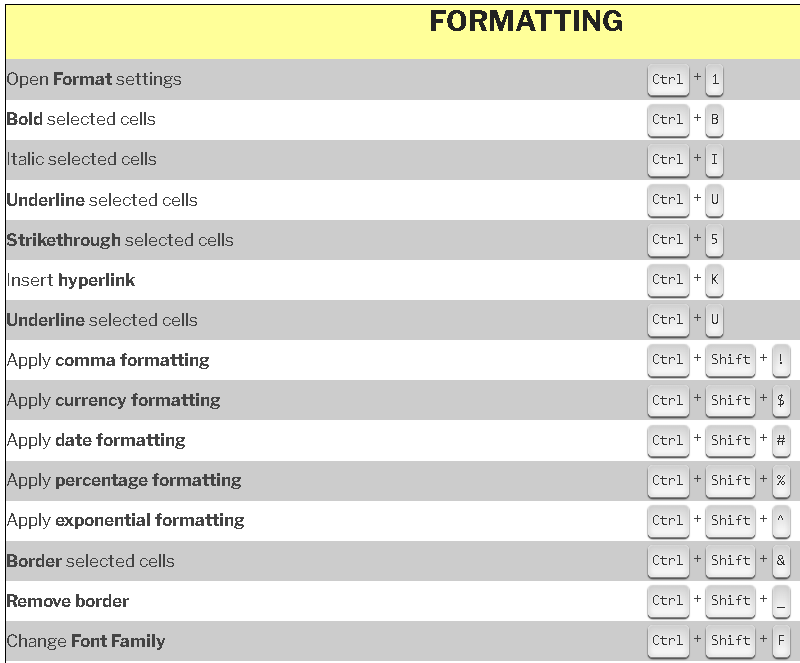 FORMATTING
Open Format settings Ctrl + 1
Bold selected cells Ctrl + B
Italic selected cells Ctrl + I
Underline selected cells Ctrl + U
Strikethrough selected cells Ctrl + 5
Insert hyperlink Ctrl + K
Underline selected cells Ctrl + U
Apply comma formatting Ctrl + Shift + !
Apply currency formatting Ctrl + Shift + $
Apply date formatting Ctrl + Shift + #
Apply percentage formatting Ctrl + Shift + %
Apply exponential formatting Ctrl + Shift + ^
Border selected cells Ctrl + Shift + &
Remove border Ctrl + Shift + _
Change Font Family Ctrl + Shift + F